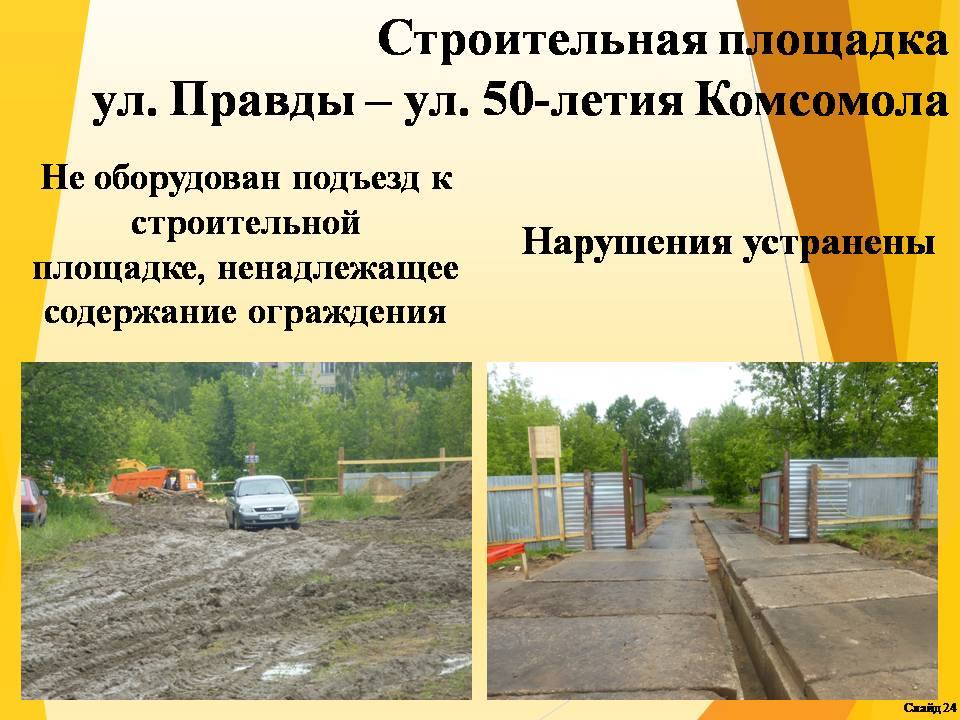 Строительная площадка
ул. Правды – ул. 50-летия Комсомола
Не оборудован подъезд к
строительной
площадке, ненадлежащее
содержание ограждения
Нарушения устранены
Слайд 24